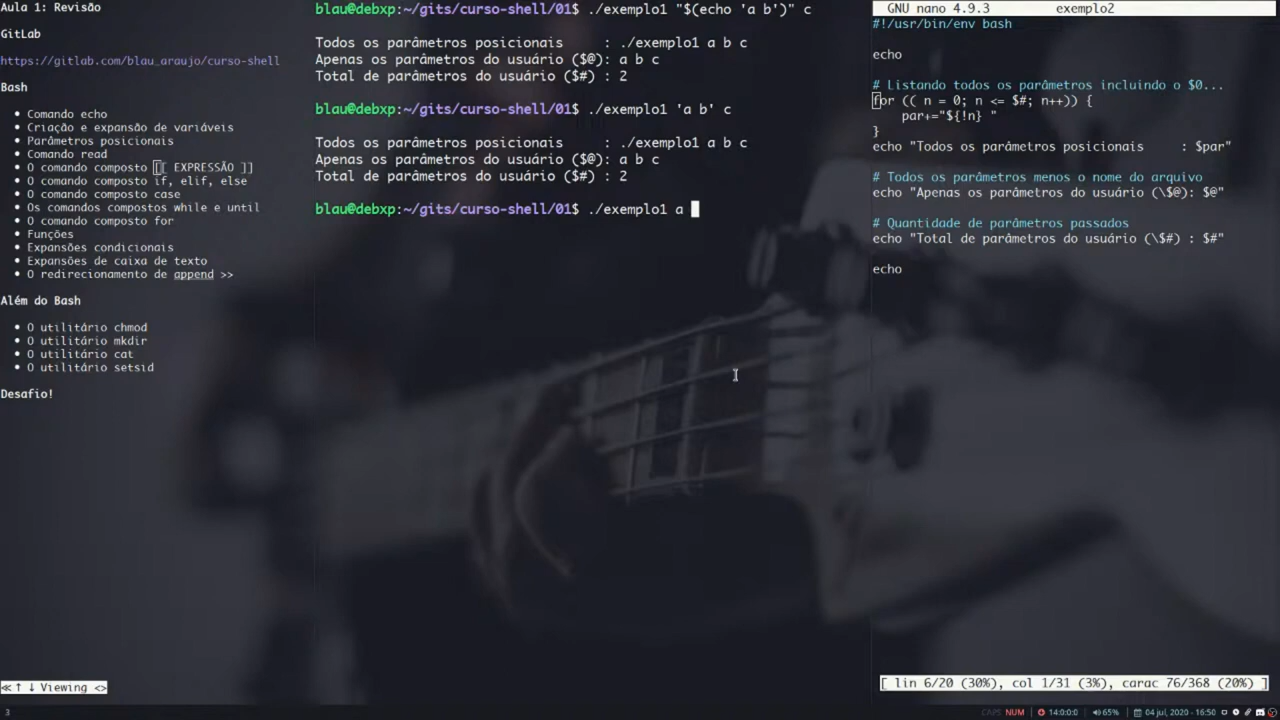 Aula 1: Revisão
GitLab
https://gitlab.com/blau_araujo/curso-shell
Bash
• Comando echo
• Criação e expansão de variáveis
• Parâmetros posicionais
• Comando read
• O comando composto [[ EXPRESSÃO ]]
• O comando composto if, elif, else
• O comando composto case
• Os comandos compostos while e until
• O comando composto for
• Funções
• Expansões condicionais
• Expansões de caixa de texto
• O redirecionamento de append >>
Além do Bash
• O utilitário chmod
• O utilitário mkdir
• O utilitário cat
• O utilitário setsid
Desafio!
≪↑ ↓ Viewing <>
blau@debxp:~/gits/curso-shell/01$ ./exemplo1 "$(echo 'a b')" c
Todos os parâmetros posicionais      : ./exemplo1 a b c
Apenas os parâmetros do usuário ($@): a b c
Total de parâmetros do usuário ($#) : 2
blau@debxp:~/gits/curso-shell/01$ ./exemplo1 'a b' c
Todos os parâmetros posicionais      : ./exemplo1 a b c
Apenas os parâmetros do usuário ($@): a b c
Total de parâmetros do usuário ($#) : 2
blau@debxp:~/gits/curso-shell/01$ ./exemplo1 a
GNU nano 4.9.3          exemplo2
#!/usr/bin/env bash
echo
# Listando todos os parâmetros incluindo o $0...
for (( n = 0; n <= $#; n++)) {
    par+="${!n} "
}
echo "Todos os parâmetros posicionais      : $par"
# Todos os parâmetros menos o nome do arquivo
echo "Apenas os parâmetros do usuário (\$@): $@"
# Quantidade de parâmetros passados
echo "Total de parâmetros do usuário (\$#) : $#"
echo
[ lin 6/20 (30%), col 1/31 (3%), carac 76/368 (20%) ]
3
CAPS NUM 14:0:0:0 65% 04 jul, 2020 - 16:50